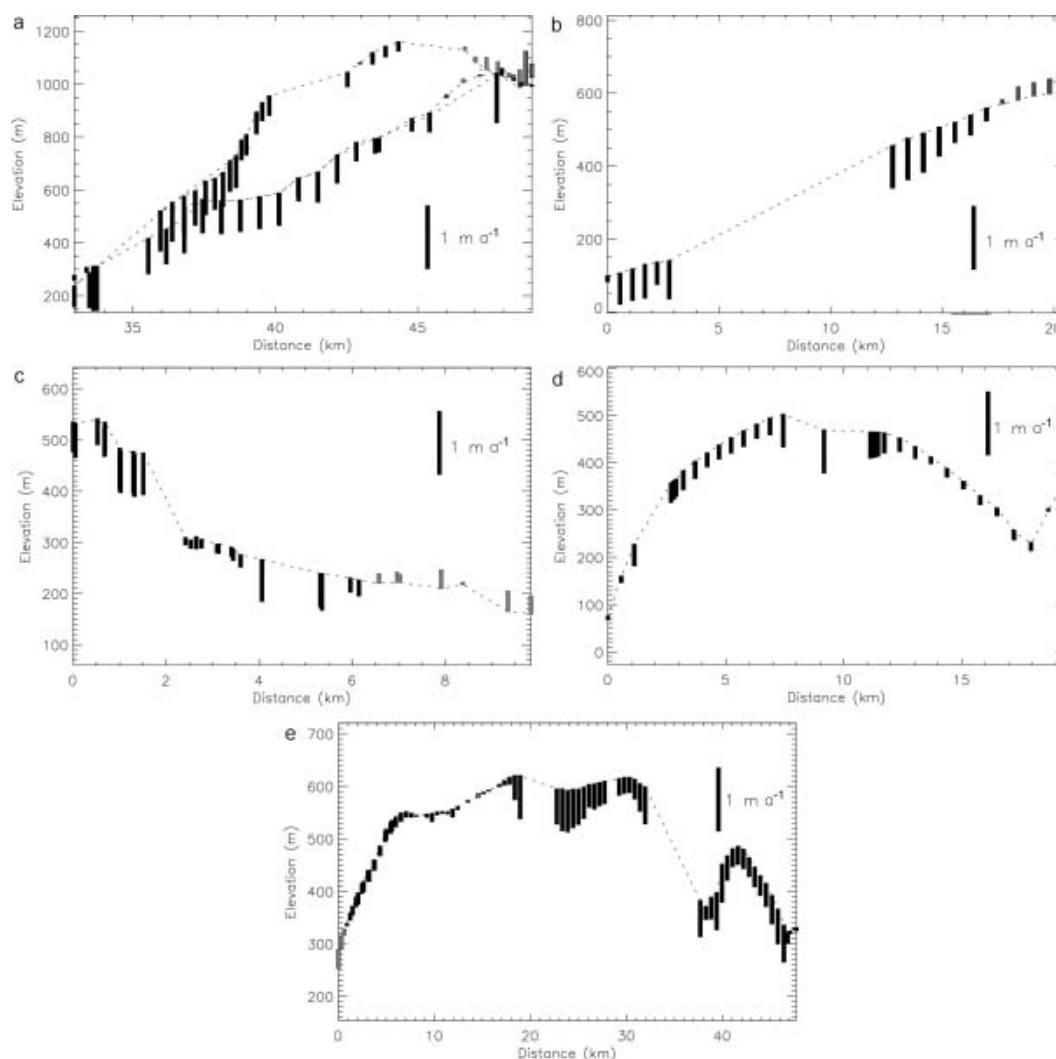 a
1200
1000
800
600
400
200
Elevation (m)
1 m a⁻¹
35 40 45
Distance (km)
b
800
600
400
200
0
Elevation (m)
1 m a⁻¹
0 5 10 15 20
Distance (km)
c
600
500
400
300
200
100
Elevation (m)
1 m a⁻¹
0 2 4 6 8
Distance (km)
d
600
500
400
300
200
100
0
Elevation (m)
1 m a⁻¹
0 5 10 15
Distance (km)
e
700
600
500
400
300
200
Elevation (m)
1 m a⁻¹
0 10 20 30 40
Distance (km)